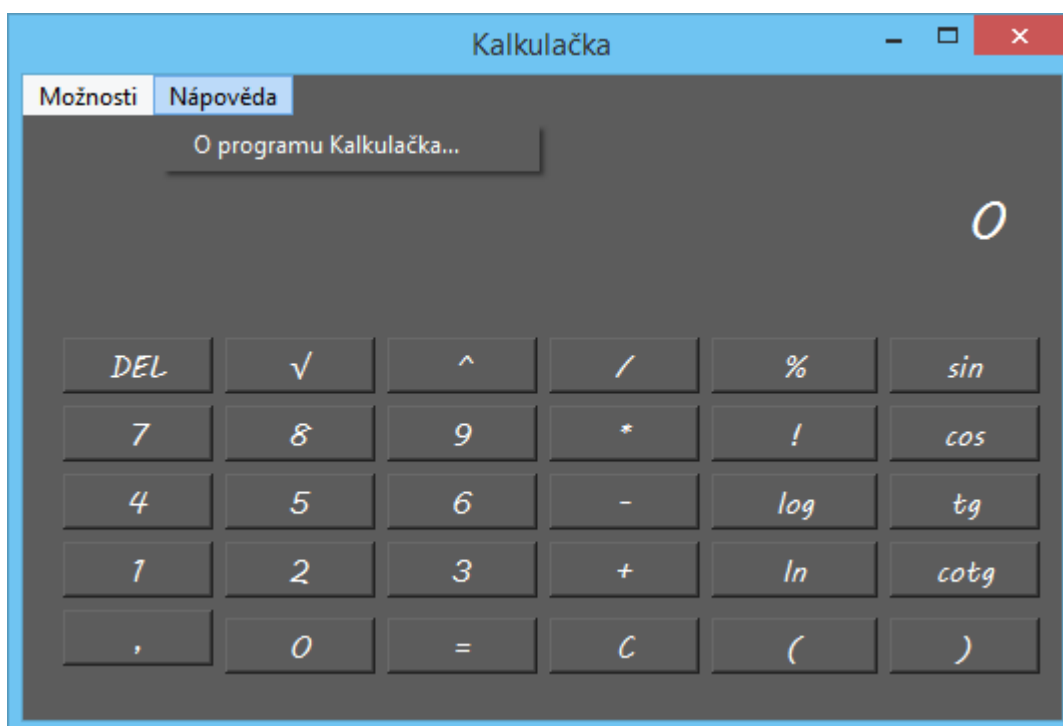 Kalkulačka
Možnosti Nápověda
O programu Kalkulačka...
0
DEL √ ^ / % sin
7 8 9 * ! cos
4 5 6 - log tg
1 2 3 + ln cotg
, 0 = C ( )